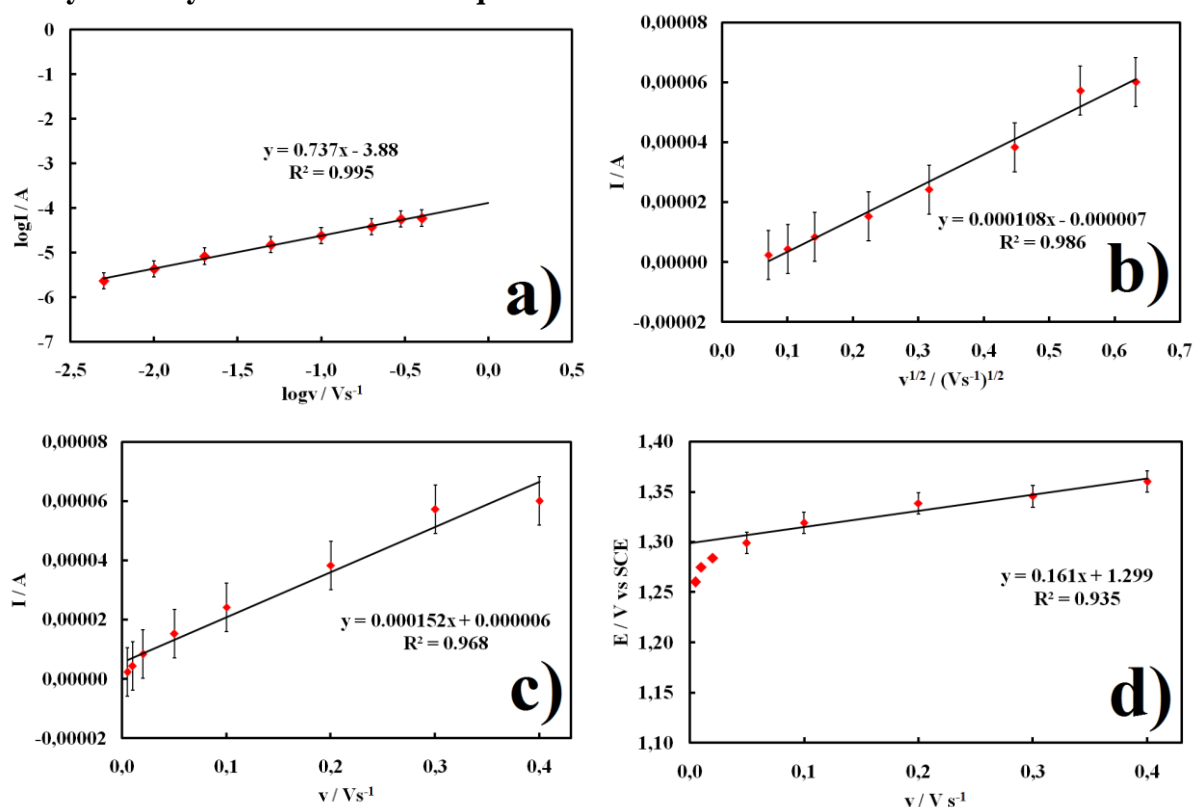 0
-1
-2
-3
-4
-5
-6
-7
logI / A
y = 0.737x - 3.88
R² = 0.995
a)
-2,5 -2,0 -1,5 -1,0 -0,5 0,0 0,5
logv / Vs⁻¹
0,00008
0,00006
0,00004
0,00002
0,00000
-0,00002
I / A
y = 0.000108x - 0.000007
R² = 0.986
b)
0,0 0,1 0,2 0,3 0,4 0,5 0,6 0,7
v¹ᐟ² / (Vs⁻¹)¹ᐟ²
0,00008
0,00006
0,00004
0,00002
0,00000
-0,00002
I / A
y = 0.000152x + 0.000006
R² = 0.968
c)
0,0 0,1 0,2 0,3 0,4
v / Vs⁻¹
1,40
1,35
1,30
1,25
1,20
1,15
1,10
E / V vs SCE
y = 0.161x + 1.299
R² = 0.935
d)
0,0 0,1 0,2 0,3 0,4
v / V s⁻¹